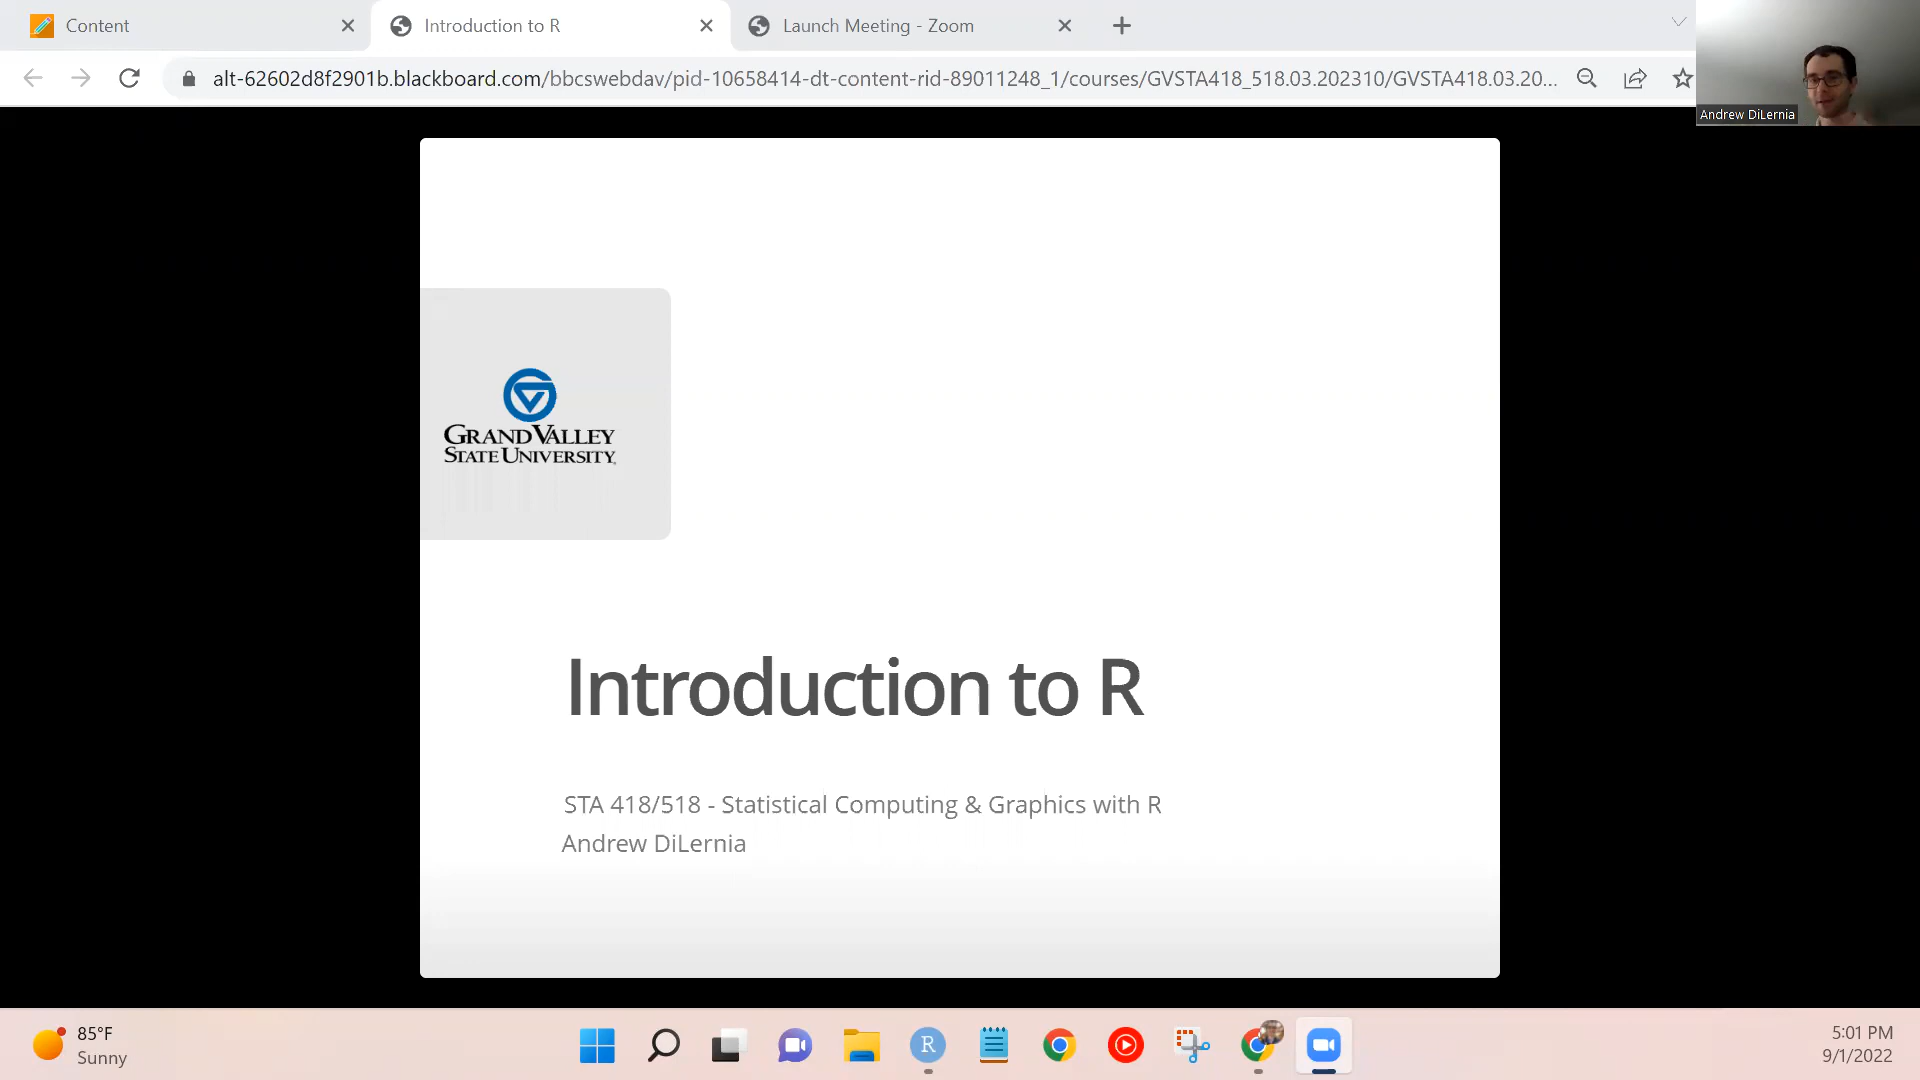 Content
Introduction to R
Launch Meeting - Zoom
alt-62602d8f2901b.blackboard.com/bbcswebdav/pid-10658414-dt-content-rid-89011248_1/courses/GVSTA418_518.03.202310/GVSTA418.03.20...
Andrew DiLernia
GRAND VALLEY
STATE UNIVERSITY
Introduction to R
STA 418/518 - Statistical Computing & Graphics with R
Andrew DiLernia
85°F
Sunny
R
5:01 PM
9/1/2022